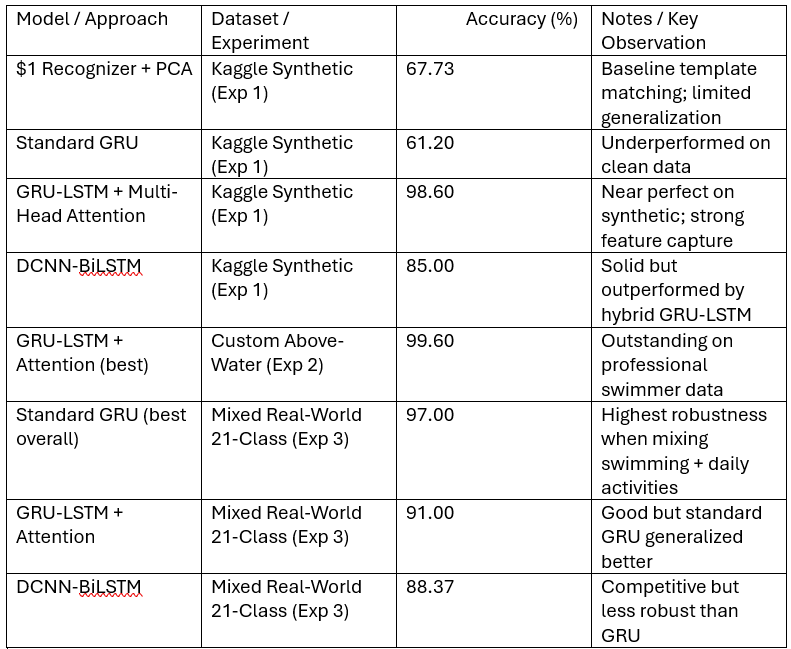 Model / Approach
Dataset /
Experiment
Accuracy (%)
Notes / Key
Observation
$1 Recognizer + PCA
Kaggle Synthetic
(Exp 1)
67.73
Baseline template
matching; limited
generalization
Standard GRU
Kaggle Synthetic
(Exp 1)
61.20
Underperformed on
clean data
GRU-LSTM + Multi-
Head Attention
Kaggle Synthetic
(Exp 1)
98.60
Near perfect on
synthetic; strong
feature capture
DCNN-BiLSTM
Kaggle Synthetic
(Exp 1)
85.00
Solid but
outperformed by
hybrid GRU-LSTM
GRU-LSTM +
Attention (best)
Custom Above-
Water (Exp 2)
99.60
Outstanding on
professional
swimmer data
Standard GRU (best
overall)
Mixed Real-World
21-Class (Exp 3)
97.00
Highest robustness
when mixing
swimming + daily
activities
GRU-LSTM +
Attention
Mixed Real-World
21-Class (Exp 3)
91.00
Good but standard
GRU generalized
better
DCNN-BiLSTM
Mixed Real-World
21-Class (Exp 3)
88.37
Competitive but
less robust than
GRU